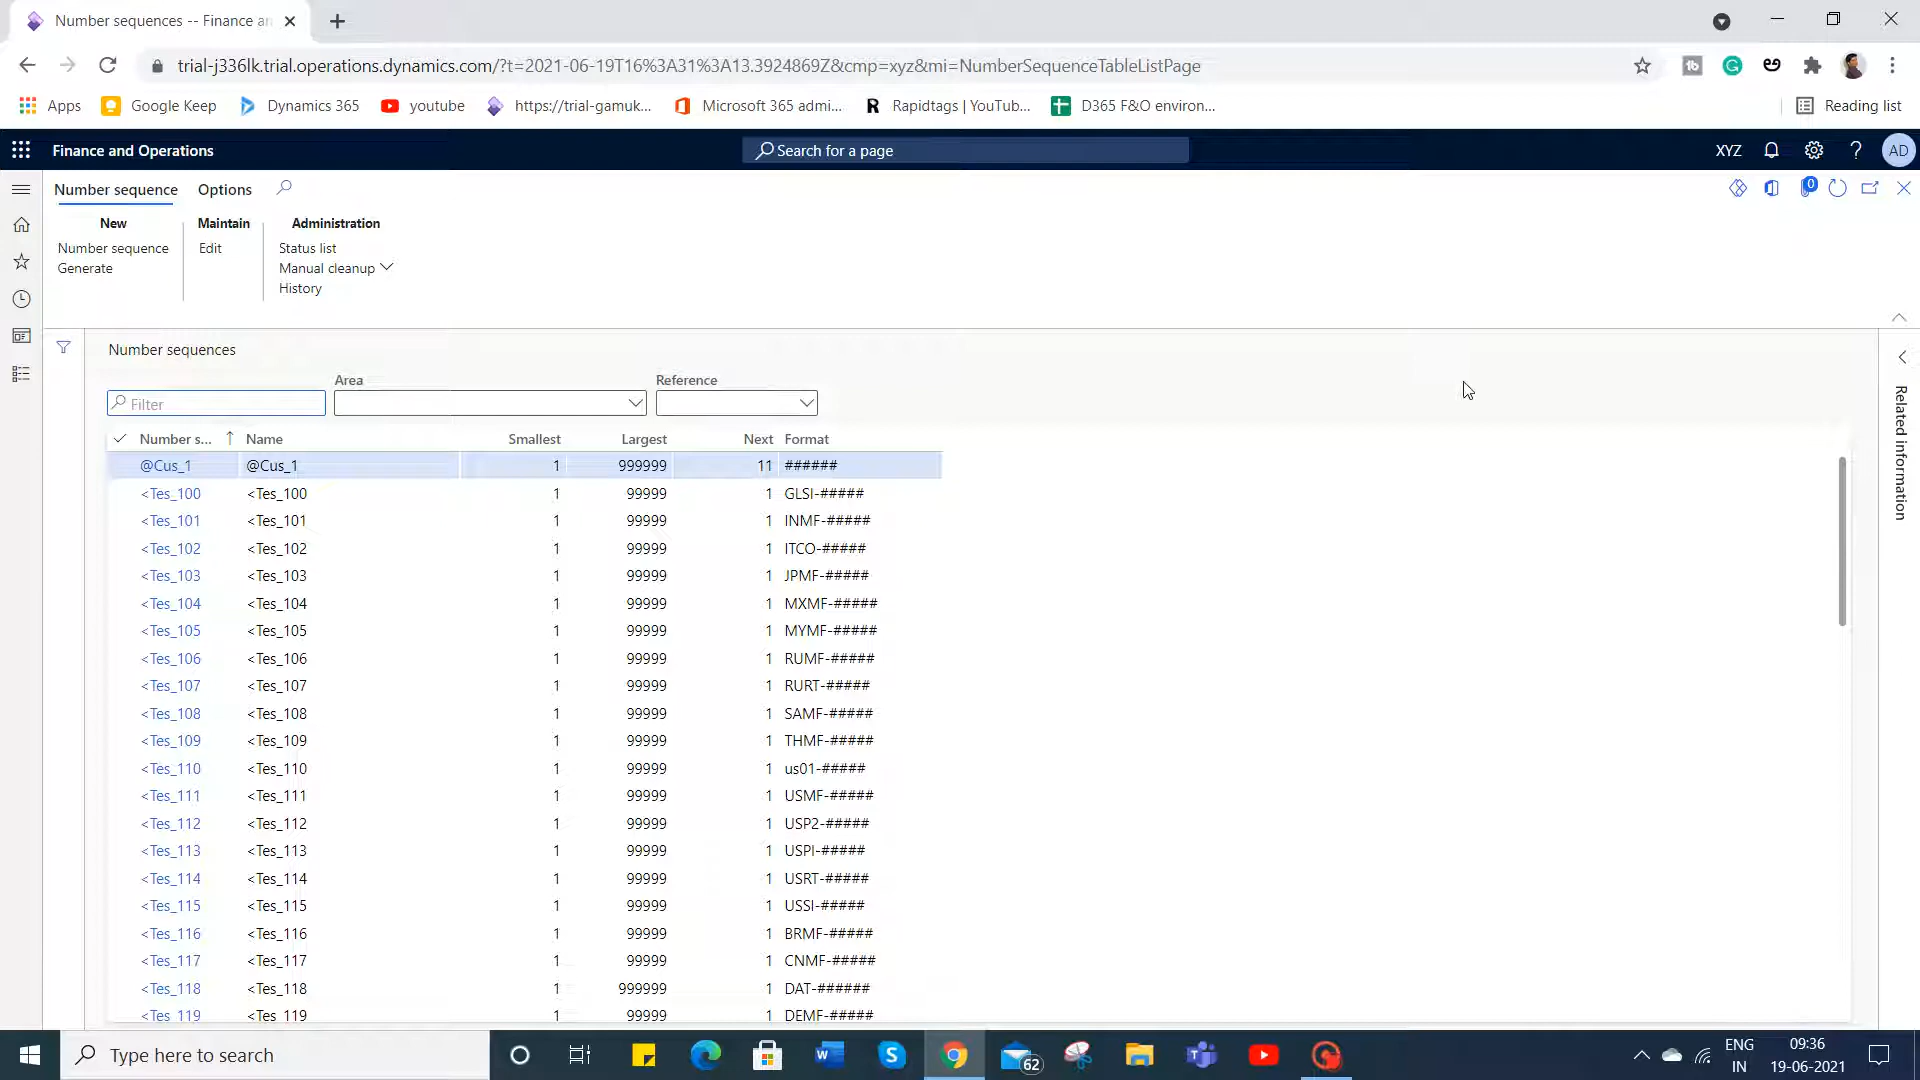 Number sequences -- Finance an
trial-j336lk.trial.operations.dynamics.com/?t=2021-06-19T16%3A31%3A13.3924869Z&cmp=xyz&mi=NumberSequenceTableListPage
Apps Google Keep Dynamics 365 youtube https://trial-gamuk... Microsoft 365 admi... Rapidtags | YouTub... D365 F&O environ... Reading list
Finance and Operations Search for a page XYZ ? AD
Number sequence Options 0
New Maintain Administration
Number sequence Edit Status list
Generate Manual cleanup
History
Number sequences
Area Reference
Filter
Number s... Name Smallest Largest Next Format
@Cus_1 @Cus_1 1 999999 11 ######
<Tes_100 <Tes_100 1 99999 1 GLSI-#####
<Tes_101 <Tes_101 1 99999 1 INMF-#####
<Tes_102 <Tes_102 1 99999 1 ITCO-#####
<Tes_103 <Tes_103 1 99999 1 JPMF-#####
<Tes_104 <Tes_104 1 99999 1 MXMF-#####
<Tes_105 <Tes_105 1 99999 1 MYMF-#####
<Tes_106 <Tes_106 1 99999 1 RUMF-#####
<Tes_107 <Tes_107 1 99999 1 RURT-#####
<Tes_108 <Tes_108 1 99999 1 SAMF-#####
<Tes_109 <Tes_109 1 99999 1 THMF-#####
<Tes_110 <Tes_110 1 99999 1 us01-#####
<Tes_111 <Tes_111 1 99999 1 USMF-#####
<Tes_112 <Tes_112 1 99999 1 USP2-#####
<Tes_113 <Tes_113 1 99999 1 USPI-#####
<Tes_114 <Tes_114 1 99999 1 USRT-#####
<Tes_115 <Tes_115 1 99999 1 USSI-#####
<Tes_116 <Tes_116 1 99999 1 BRMF-#####
<Tes_117 <Tes_117 1 99999 1 CNMF-#####
<Tes_118 <Tes_118 1 999999 1 DAT-######
<Tes_119 <Tes_119 1 99999 1 DEMF-#####
Related information
Type here to search 62
ENG 09:36
IN 19-06-2021